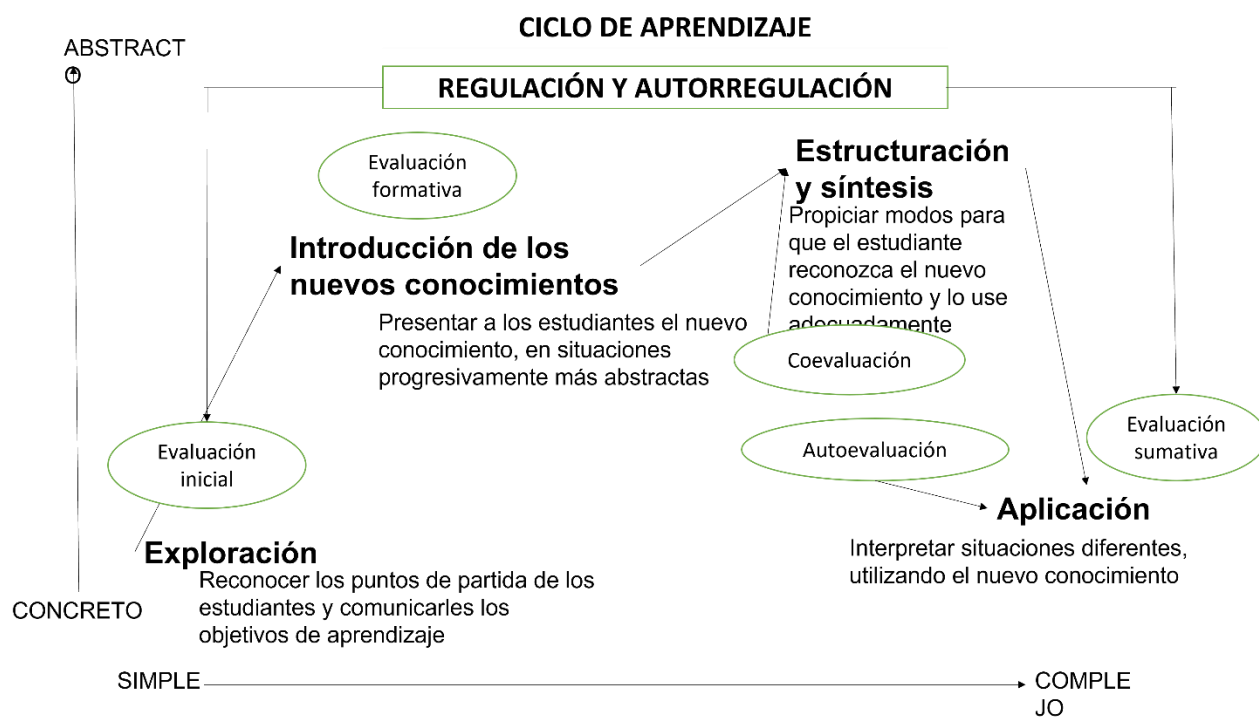 CICLO DE APRENDIZAJE
ABSTRACT
O
REGULACIÓN Y AUTORREGULACIÓN
Evaluación
formativa
Estructuración
y síntesis
Propiciar modos para
que el estudiante
reconozca el nuevo
conocimiento y lo use
adecuadamente
Introducción de los
nuevos conocimientos
Presentar a los estudiantes el nuevo
conocimiento, en situaciones
progresivamente más abstractas
Coevaluación
Autoevaluación
Evaluación
sumativa
Evaluación
inicial
Aplicación
Interpretar situaciones diferentes,
utilizando el nuevo conocimiento
Exploración
Reconocer los puntos de partida de los
estudiantes y comunicarles los
objetivos de aprendizaje
CONCRETO
SIMPLE
COMPLE
JO